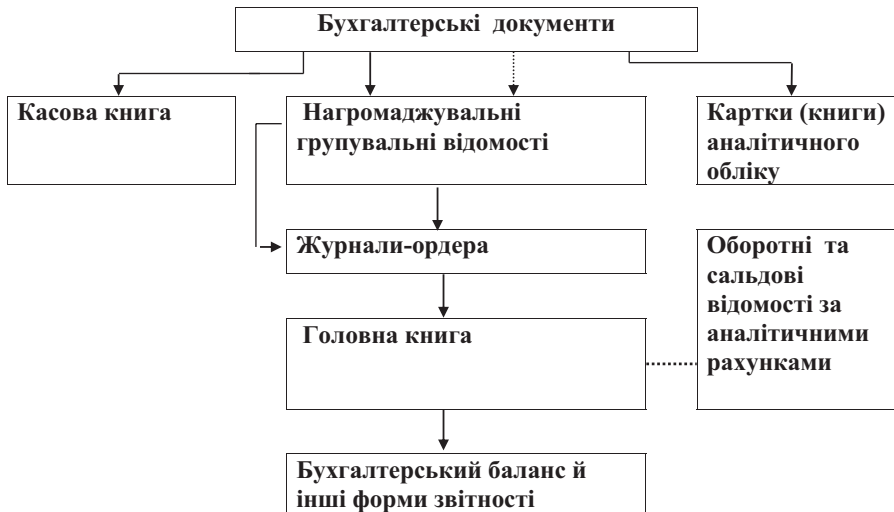 Бухгалтерські документи
Касова книга
Нагромаджувальні
групувальні відомості
Картки (книги)
аналітичного
обліку
Журнали-ордера
Оборотні та
сальдові
відомості за
аналітичними
рахунками
Головна книга
Бухгалтерський баланс й
інші форми звітності